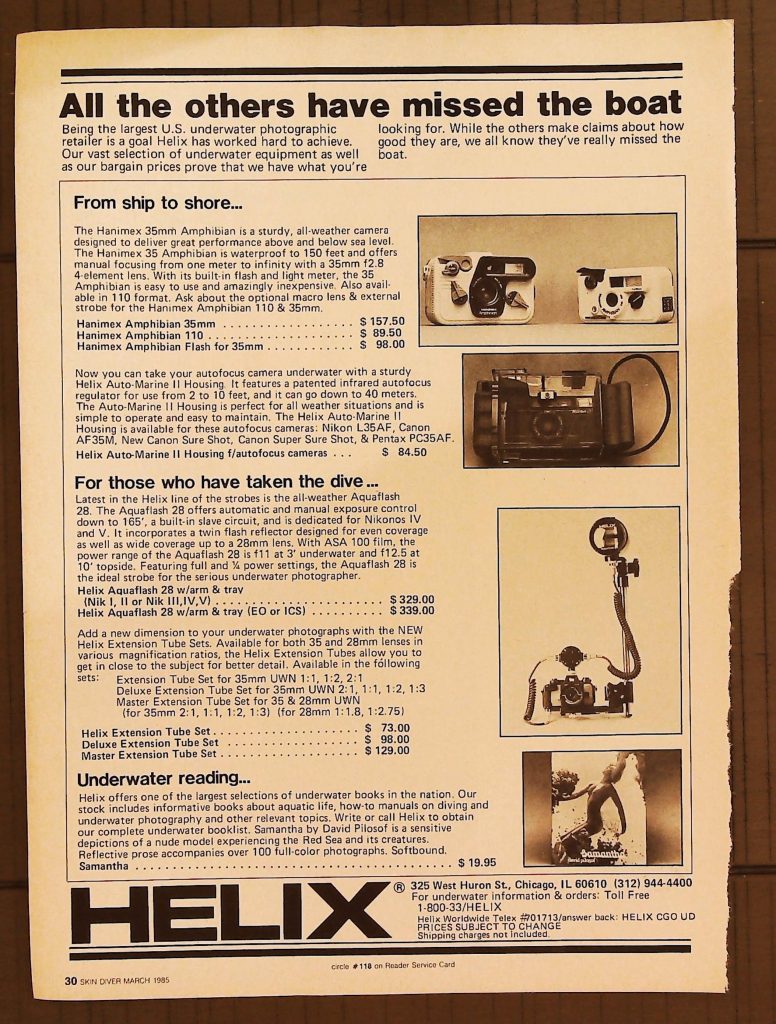 All the others have missed the boat
Being the largest U.S. underwater photographic
retailer is a goal Helix has worked hard to achieve.
Our vast selection of underwater equipment as well
as our bargain prices prove that we have what you're
looking for. While the others make claims about how
good they are, we all know they've really missed the
boat.
From ship to shore...
The Hanimex 35mm Amphibian is a sturdy, all-weather camera
designed to deliver great performance above and below sea level.
The Hanimex 35 Amphibian is waterproof to 150 feet and offers
manual focusing from one meter to infinity with a 35mm f2.8
4-element lens. With its built-in flash and light meter, the 35
Amphibian is easy to use and amazingly inexpensive. Also avail-
able in 110 format. Ask about the optional macro lens & external
strobe for the Hanimex Amphibian 110 & 35mm.
Hanimex Amphibian 35mm . . . . . . . . . . . . . . . . . . $ 157.50
Hanimex Amphibian 110 . . . . . . . . . . . . . . . . . . . . $ 89.50
Hanimex Amphibian Flash for 35mm . . . . . . . . . . . $ 98.00
Now you can take your autofocus camera underwater with a sturdy
Helix Auto-Marine II Housing. It features a patented infrared autofocus
regulator for use from 2 to 10 feet, and it can go down to 40 meters.
The Auto-Marine II Housing is perfect for all weather situations and is
simple to operate and easy to maintain. The Helix Auto-Marine II
Housing is available for these autofocus cameras: Nikon L35AF, Canon
AF35M, New Canon Sure Shot, Canon Super Sure Shot, & Pentax PC35AF.
Helix Auto-Marine II Housing f/autofocus cameras . . . $ 84.50
For those who have taken the dive...
Latest in the Helix line of the strobes is the all-weather Aquaflash
28. The Aquaflash 28 offers automatic and manual exposure control
down to 165', a built-in slave circuit, and is dedicated for Nikonos IV
and V. It incorporates a twin flash reflector designed for even coverage
as well as wide coverage up to a 28mm lens. With ASA 100 film, the
power range of the Aquaflash 28 is f11 at 3' underwater and f12.5 at
10' topside. Featuring full and ¼ power settings, the Aquaflash 28 is
the ideal strobe for the serious underwater photographer.
Helix Aquaflash 28 w/arm & tray
(Nik I, II or Nik III,IV,V) . . . . . . . . . . . . . . . . . . . . . . . $ 329.00
Helix Aquaflash 28 w/arm & tray (EO or ICS) . . . . . . . . . . . $ 339.00
Add a new dimension to your underwater photographs with the NEW
Helix Extension Tube Sets. Available for both 35 and 28mm lenses in
various magnification ratios, the Helix Extension Tubes allow you to
get in close to the subject for better detail. Available in the following
sets: Extension Tube Set for 35mm UWN 1:1, 1:2, 2:1
Deluxe Extension Tube Set for 35mm UWN 2:1, 1:1, 1:2, 1:3
Master Extension Tube Set for 35 & 28mm UWN
(for 35mm 2:1, 1:1, 1:2, 1:3) (for 28mm 1:1.8, 1:2.75)
Helix Extension Tube Set . . . . . . . . . . . . . . . . . . . . $ 73.00
Deluxe Extension Tube Set . . . . . . . . . . . . . . . . . . . $ 98.00
Master Extension Tube Set . . . . . . . . . . . . . . . . . . . $ 129.00
HELIX
Underwater reading...
Helix offers one of the largest selections of underwater books in the nation. Our
stock includes informative books about aquatic life, how-to manuals on diving and
underwater photography and other relevant topics. Write or call Helix to obtain
our complete underwater booklist. Samantha by David Pilosof is a sensitive
depictions of a nude model experiencing the Red Sea and its creatures.
Reflective prose accompanies over 100 full-color photographs. Softbound.
Samantha . . . . . . . . . . . . . . . . . . . . . . . . . . . . . . . . . . . . . . . . . . $ 19.95
Samantha
david pilosof
HELIX ®
325 West Huron St., Chicago, IL 60610 (312) 944-4400
For underwater information & orders: Toll Free
1-800-33/HELIX
Helix Worldwide Telex #701713/answer back: HELIX CGO UD
PRICES SUBJECT TO CHANGE
Shipping charges not included.
circle #118 on Reader Service Card
30 SKIN DIVER MARCH 1985